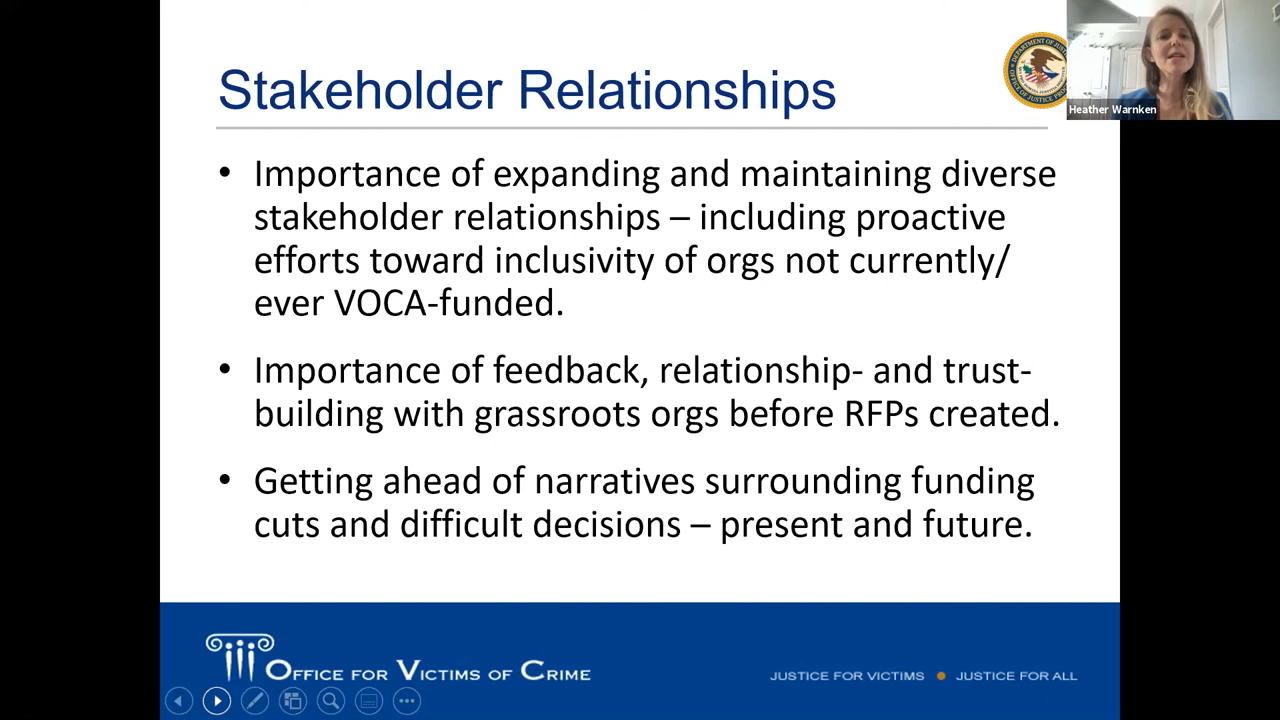 Stakeholder Relationships
Heather Warnken
• Importance of expanding and maintaining diverse
stakeholder relationships – including proactive
efforts toward inclusivity of orgs not currently/
ever VOCA-funded.
• Importance of feedback, relationship- and trust-
building with grassroots orgs before RFPs created.
• Getting ahead of narratives surrounding funding
cuts and difficult decisions – present and future.
OFFICE FOR VICTIMS OF CRIME
JUSTICE FOR VICTIMS • JUSTICE FOR ALL